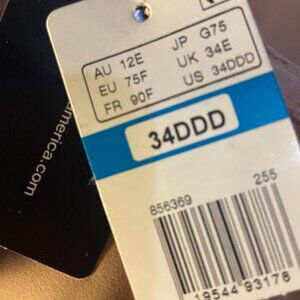 AU 12E JP G75
EU 75F UK 34E
FR 90F US 34DDD
34DDD
856369 255
19544 93178
america.com